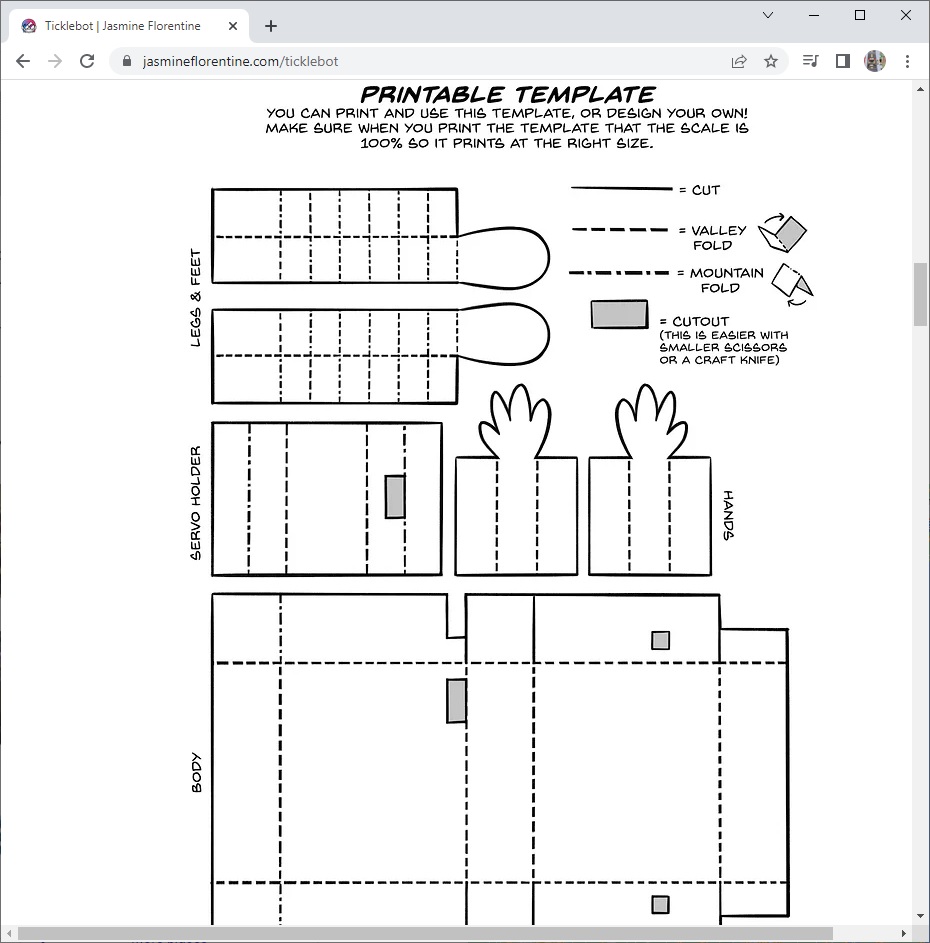 Ticklebot | Jasmine Florentine
jasmineflorentine.com/ticklebot
PRINTABLE TEMPLATE
YOU CAN PRINT AND USE THIS TEMPLATE, OR DESIGN YOUR OWN!
MAKE SURE WHEN YOU PRINT THE TEMPLATE THAT THE SCALE IS
100% SO IT PRINTS AT THE RIGHT SIZE.
= CUT
= VALLEY
FOLD
= MOUNTAIN
FOLD
= CUTOUT
(THIS IS EASIER WITH
SMALLER SCISSORS
OR A CRAFT KNIFE)
LEGS & FEET
SERVO HOLDER
HANDS
BODY